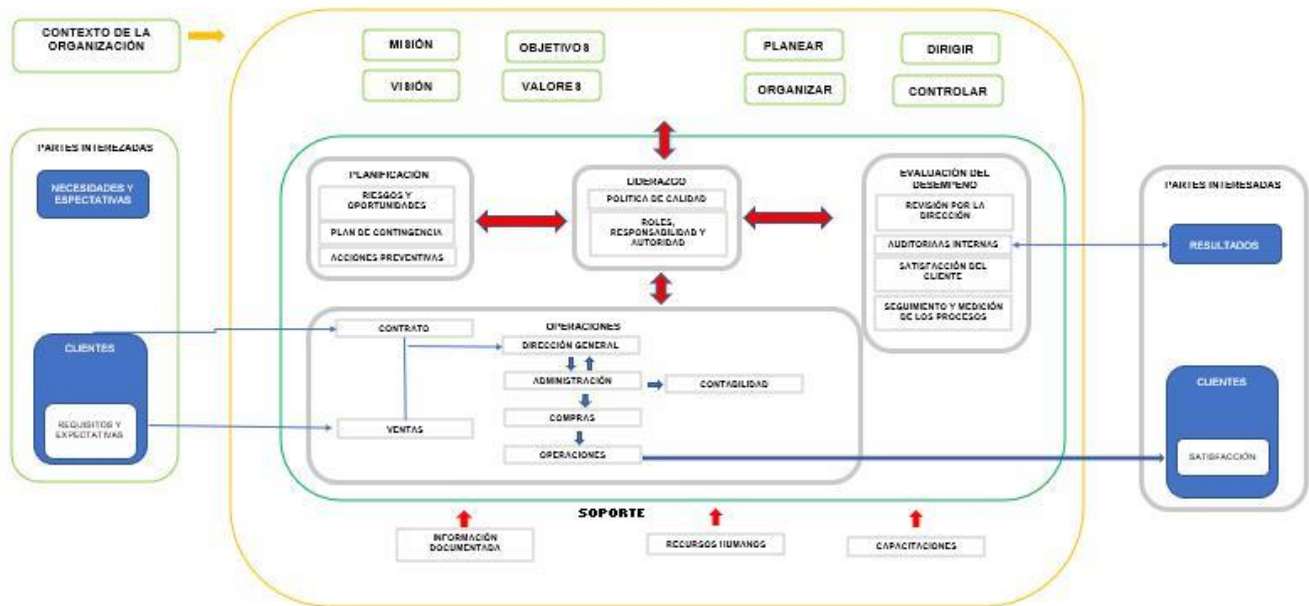 CONTEXTO DE LA
ORGANIZACIÓN
MISIÓN
OBJETIVOS
PLANEAR
DIRIGIR
VISIÓN
VALORES
ORGANIZAR
CONTROLAR
PARTES INTEREZADAS
NECESIDADES Y
ESPECTATIVAS
CLIENTES
REQUISITOS Y
EXPECTATIVAS
PLANIFICACIÓN
RIESGOS Y
OPORTUNIDADES
PLAN DE CONTINGENCIA
ACCIONES PREVENTIVAS
LIDERAZGO
POLITICA DE CALIDAD
ROLES,
RESPONSABILIDAD Y
AUTORIDAD
EVALUACIÓN DEL
DESEMPEÑO
REVISIÓN POR LA
DIRECCIÓN
AUDITORIAAS INTERNAS
SATISFACCIÓN DEL
CLIENTE
SEGUIMIENTO Y MEDICIÓN
DE LOS PROCESOS
OPERACIONES
CONTRATO
VENTAS
DIRECCIÓN GENERAL
ADMINISTRACIÓN
CONTABILIDAD
COMPRAS
OPERACIONES
PARTES INTERESADAS
RESULTADOS
CLIENTES
SATISFACCIÓN
SOPORTE
INFORMACIÓN
DOCUMENTADA
RECURSOS HUMANOS
CAPACITACIONES